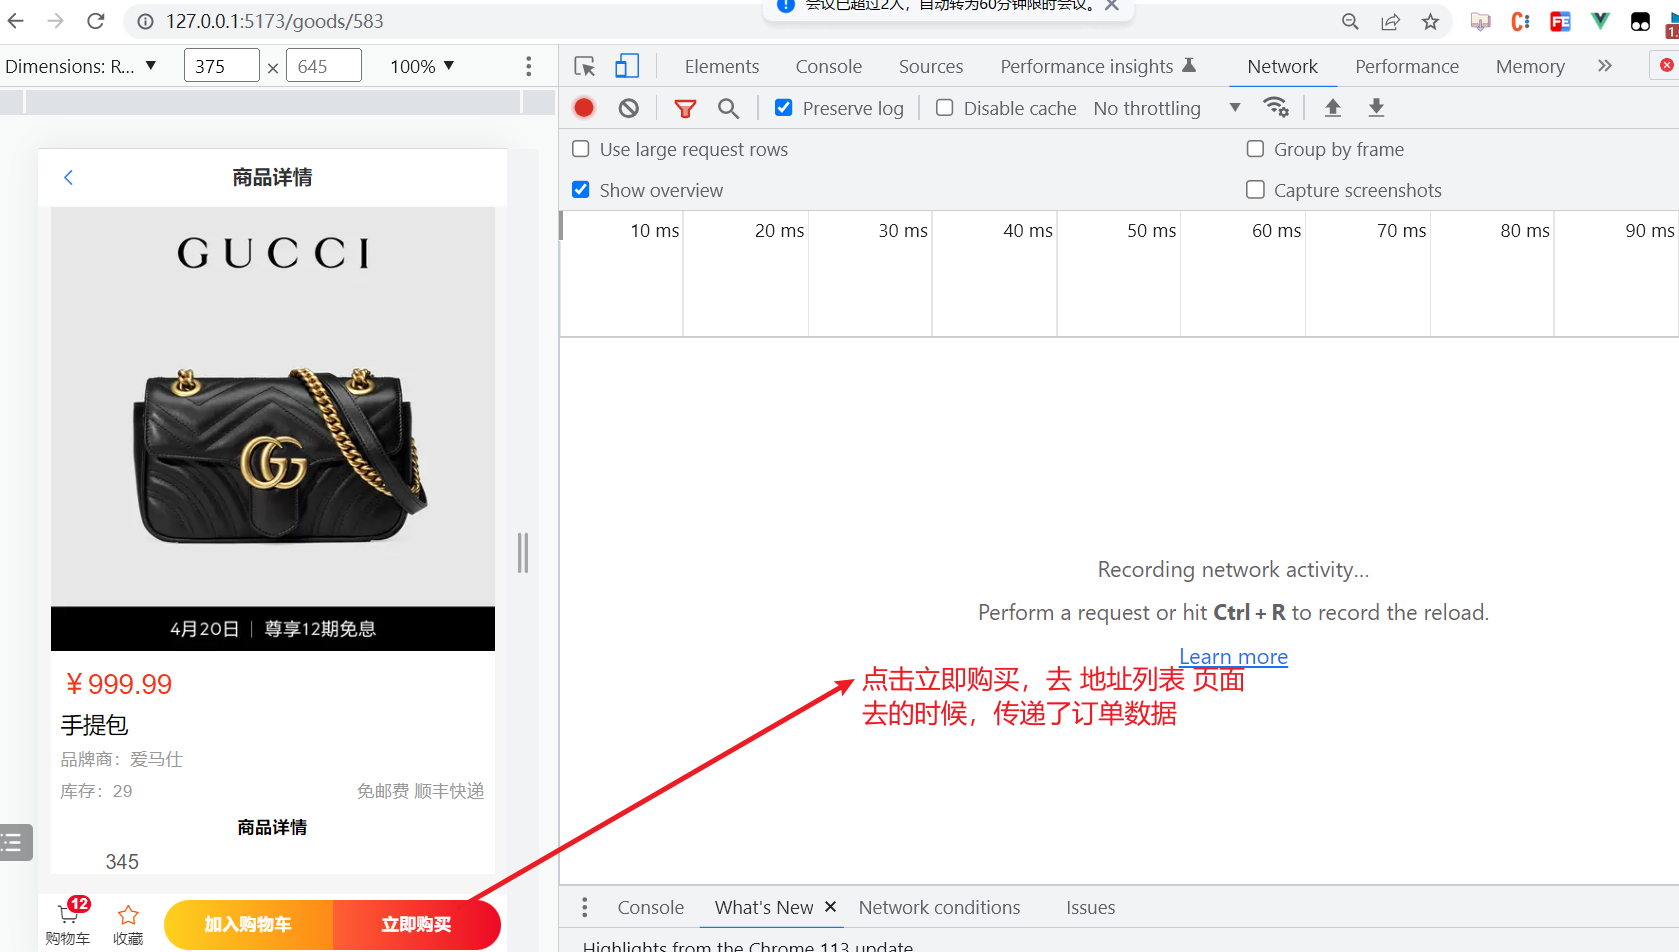 127.0.0.1:5173/goods/583
会议已超过2人，自动转为60分钟限时会议。
Dimensions: R... ▼ 375 × 645 100% ▼
Elements Console Sources Performance insights Network Performance Memory »
Preserve log Disable cache No throttling ▼
Use large request rows
Group by frame
Show overview
Capture screenshots
10 ms 20 ms 30 ms 40 ms 50 ms 60 ms 70 ms 80 ms 90 ms
商品详情
GUCCI
4月20日 | 尊享12期免息
￥999.99
手提包
品牌商：爱马仕
库存：29 免邮费 顺丰快递
商品详情
345
12
购物车 收藏 加入购物车 立即购买
Recording network activity…
Perform a request or hit Ctrl + R to record the reload.
Learn more
点击立即购买，去 地址列表 页面
去的时候，传递了订单数据
Console What's New × Network conditions Issues
Highlights from the Chrome 113 update